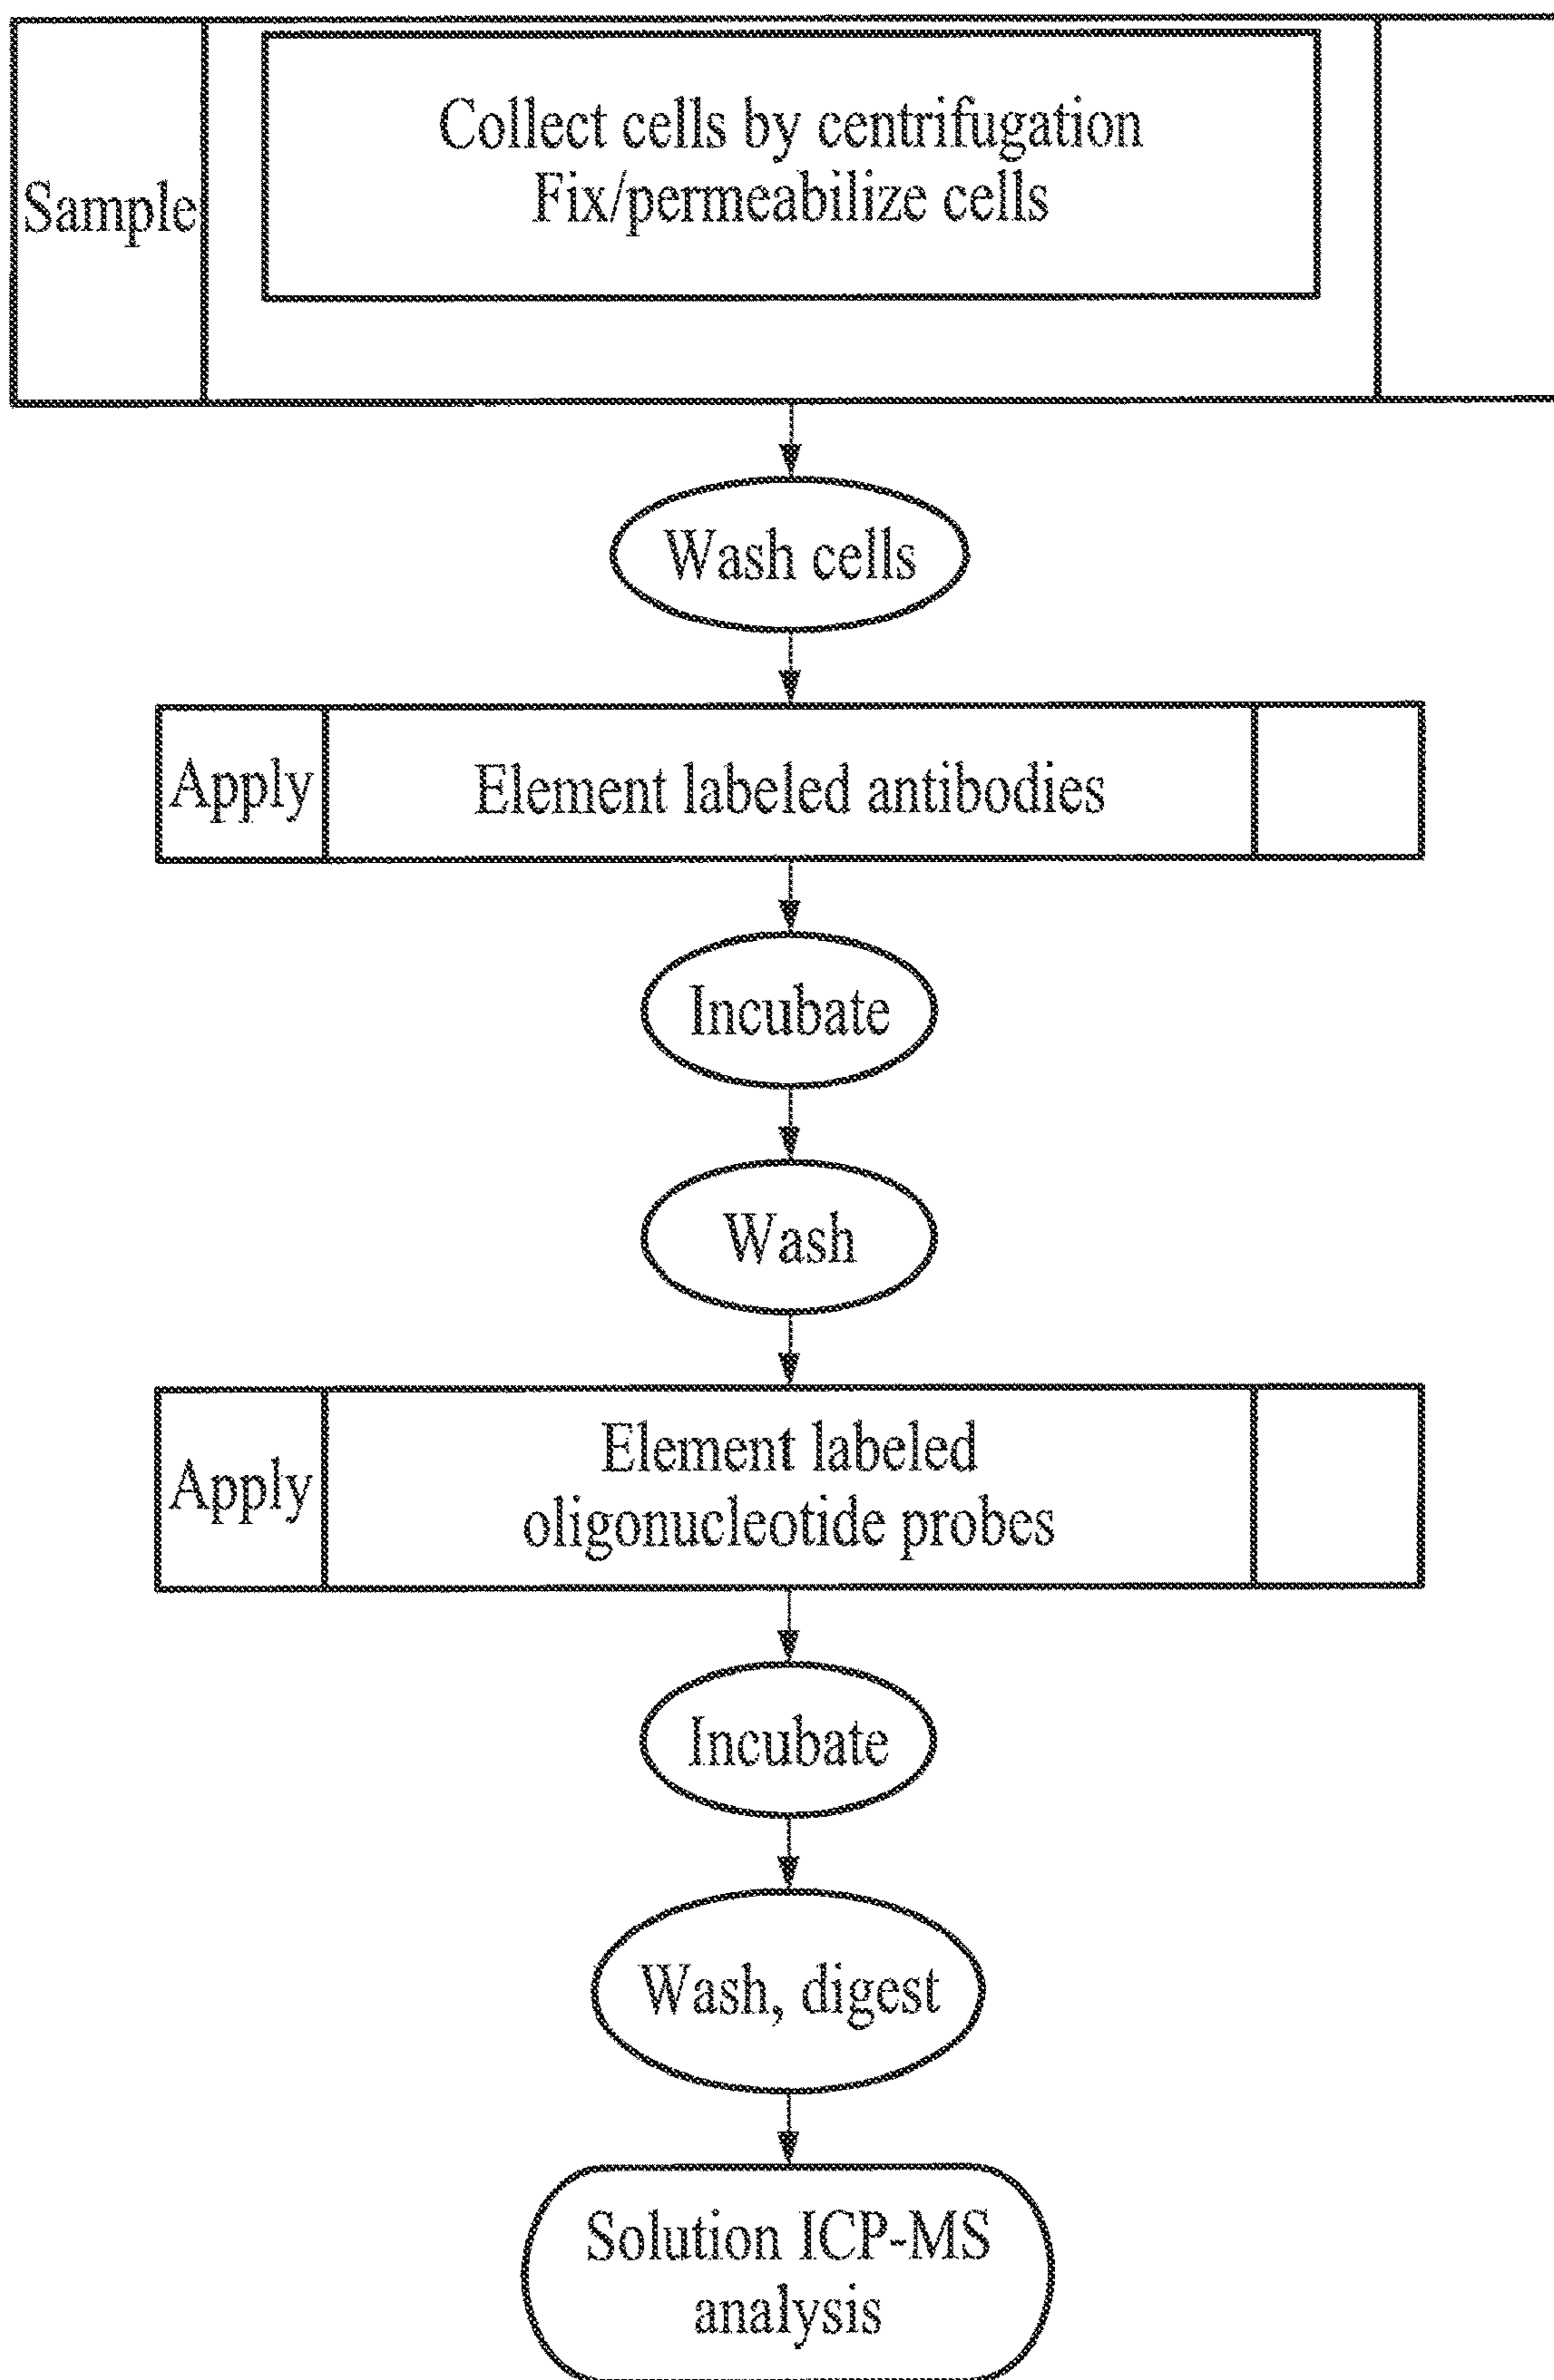 Collect cells by centrifugation
Fix/permeabilize cells
Sample
Wash cells
Apply
Element labeled antibodies
Incubate
Wash
Apply
Element labeled
oligonucleotide probes
Incubate
Wash, digest
Solution ICP-MS
analysis